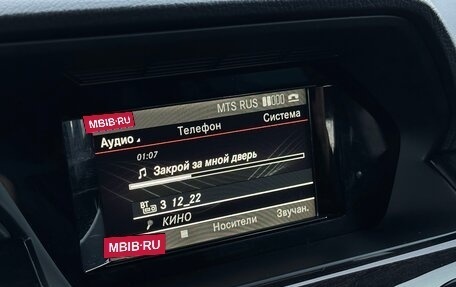 MTS RUS
MBIB.RU
Аудио Телефон Система
01:07
Закрой за мной дверь
BT 3 12_22
КИНО
MBIB.RU
Носители Звучан.